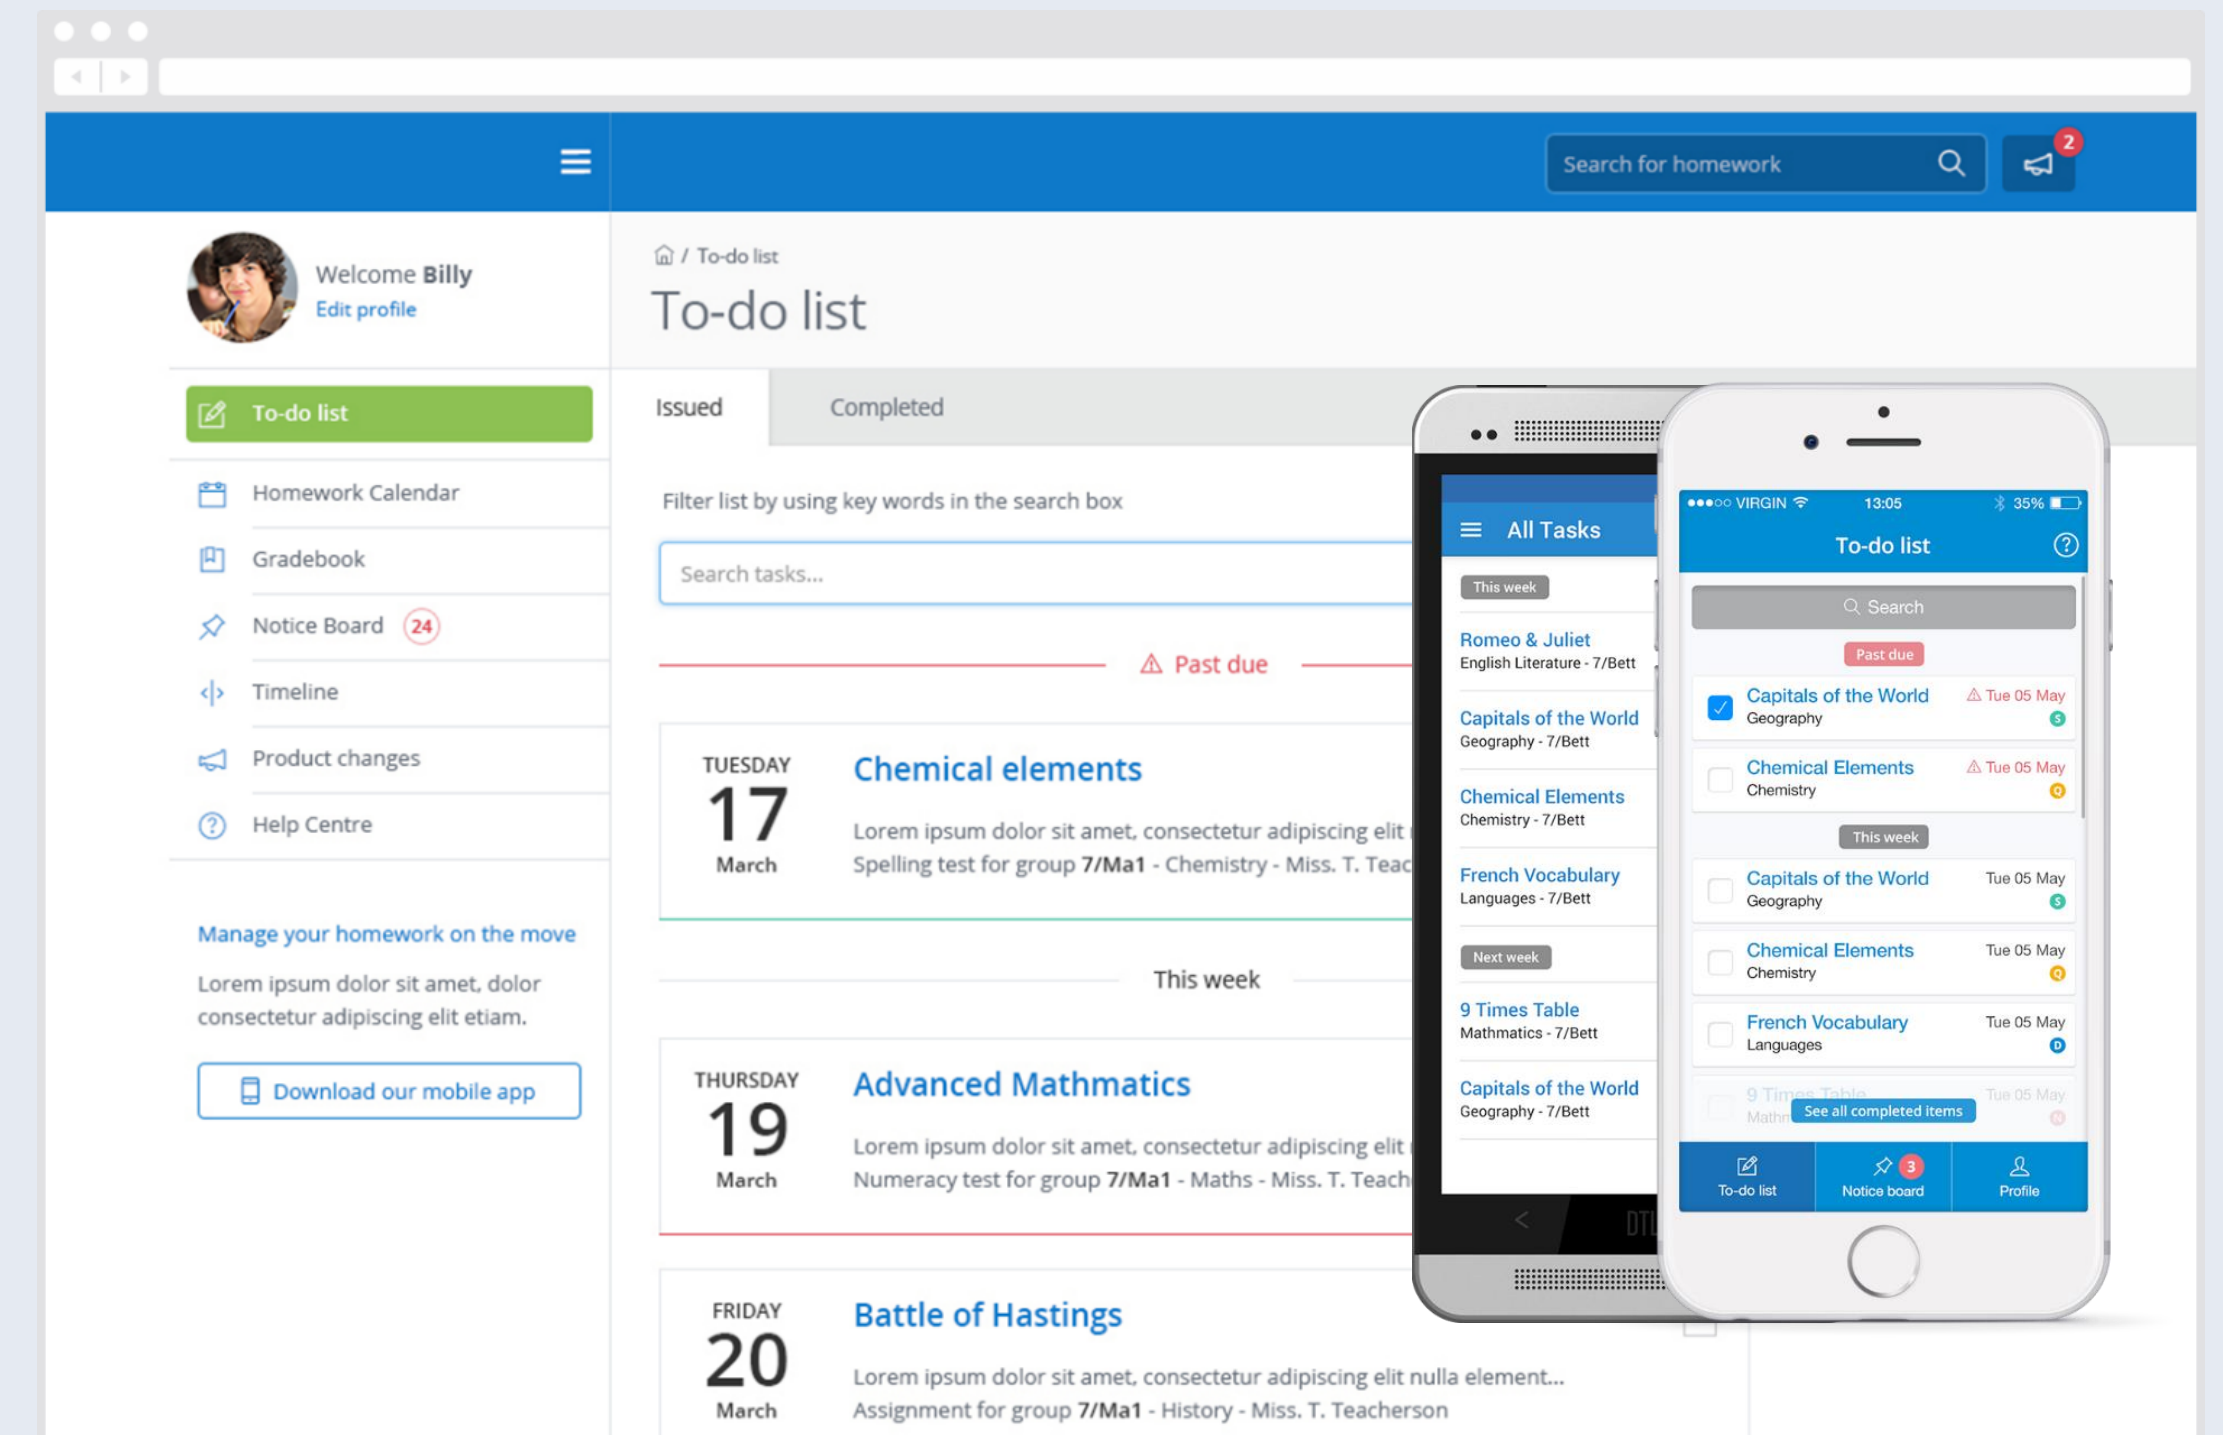 Search for homework
2
Welcome Billy
Edit profile
To-do list
Homework Calendar
Gradebook
Notice Board 24
Timeline
Product changes
Help Centre
Manage your homework on the move
Lorem ipsum dolor sit amet, dolor
consectetur adipiscing elit etiam.
Download our mobile app
/ To-do list
To-do list
Issued
Completed
Filter list by using key words in the search box
Search tasks...
Past due
TUESDAY
17
March
Chemical elements
Lorem ipsum dolor sit amet, consectetur adipiscing elit
Spelling test for group 7/Ma1 - Chemistry - Miss. T. Teac
This week
THURSDAY
19
March
Advanced Mathmatics
Lorem ipsum dolor sit amet, consectetur adipiscing elit
Numeracy test for group 7/Ma1 - Maths - Miss. T. Teach
FRIDAY
20
March
Battle of Hastings
Lorem ipsum dolor sit amet, consectetur adipiscing elit nulla element...
Assignment for group 7/Ma1 - History - Miss. T. Teacherson
All Tasks
This week
Romeo & Juliet
English Literature - 7/Bett
Capitals of the World
Geography - 7/Bett
Chemical Elements
Chemistry - 7/Bett
French Vocabulary
Languages - 7/Bett
Next week
9 Times Table
Mathmatics - 7/Bett
Capitals of the World
Geography - 7/Bett
VIRGIN 13:05 35%
To-do list ?
Search
Past due
Capitals of the World Tue 05 May
Geography S
Chemical Elements Tue 05 May
Chemistry Q
This week
Capitals of the World Tue 05 May
Geography S
Chemical Elements Tue 05 May
Chemistry Q
French Vocabulary Tue 05 May
Languages D
9 Times Table Tue 05 May
Mathm N
See all completed items
3
To-do list Notice board Profile